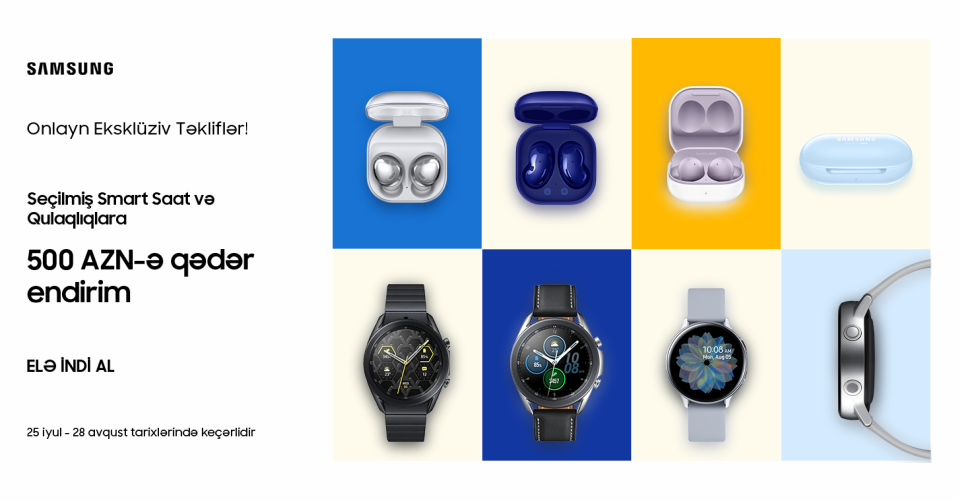 SAMSUNG
Onlayn Eksklüziv Təkliflər!
Seçilmiş Smart Saat və
Qulaqlıqlara
500 AZN-ə qədər
endirim
ELƏ İNDİ AL
25 iyul - 28 avqust tarixlərində keçərlidir
SAMSUNG
10:08 AM
Mon, Aug 05